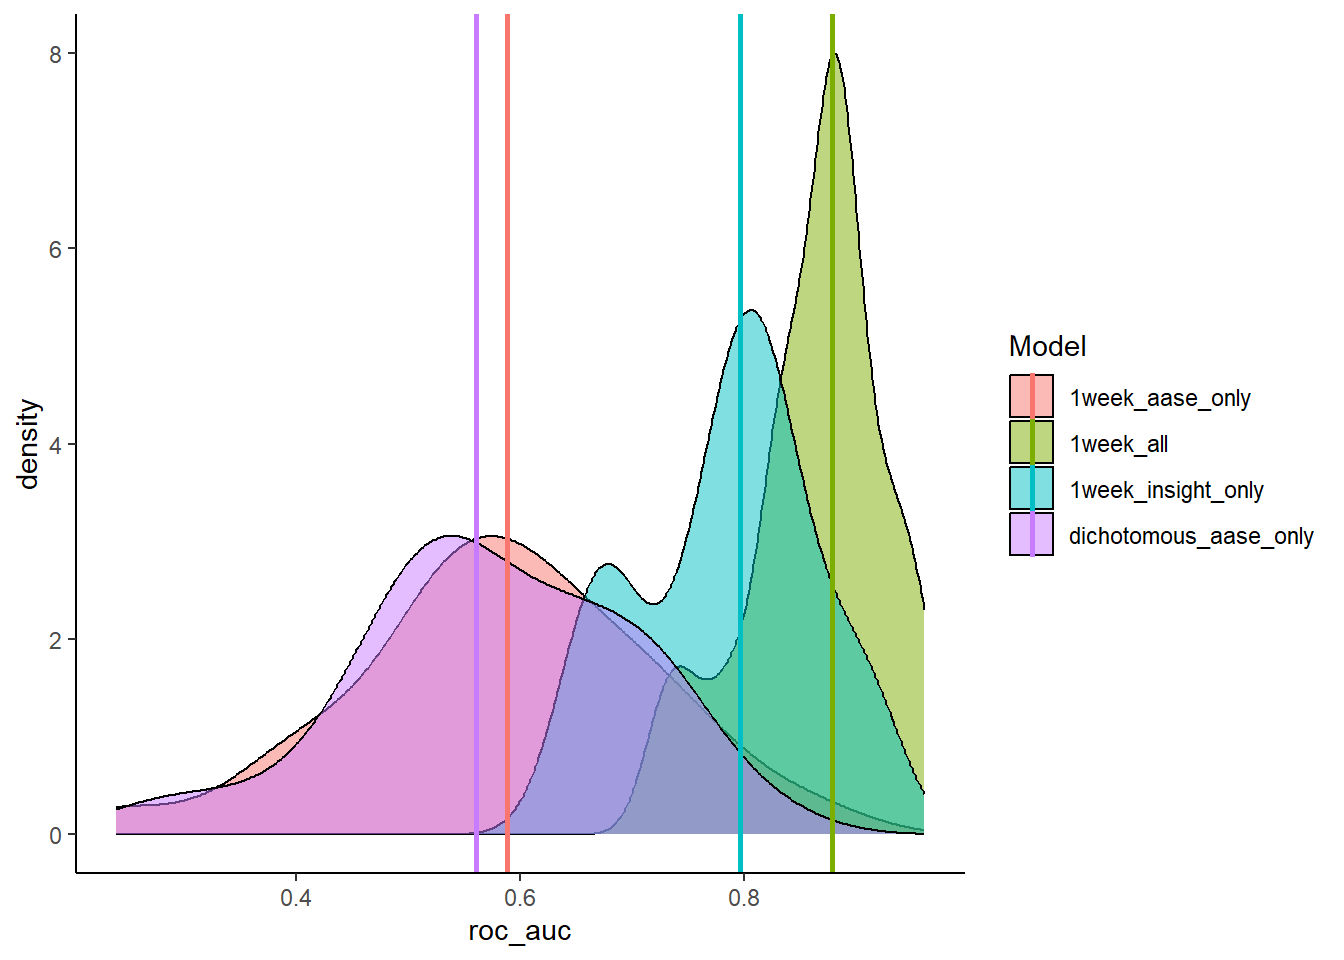 8
6
4
2
0
density
0.4
0.6
0.8
roc_auc
Model
1week_aase_only
1week_all
1week_insight_only
dichotomous_aase_only